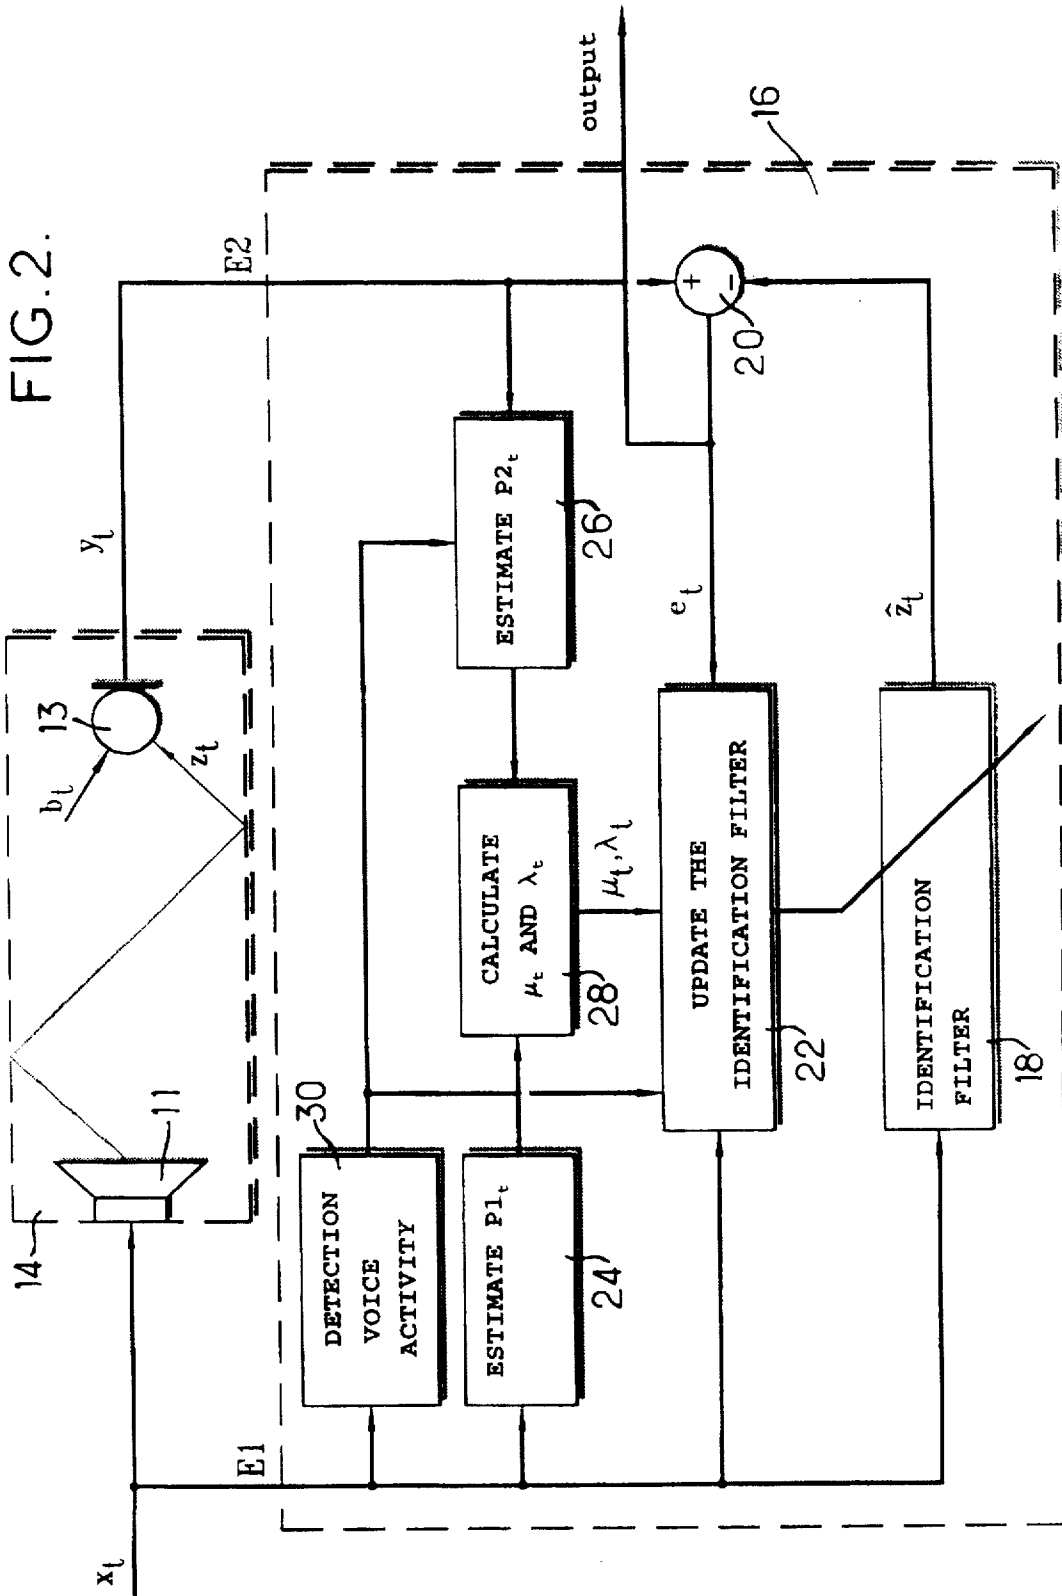 FIG.2.
14
11
13
b_t
z_t
y_t
x_t
E1
E2
30
DETECTION
VOICE
ACTIVITY
ESTIMATE P1_t
24
ESTIMATE P2_t
26
CALCULATE
μ_t AND λ_t
28
μ_t, λ_t
UPDATE THE
IDENTIFICATION FILTER
22
e_t
IDENTIFICATION
FILTER
18
ẑ_t
+
−
20
output
16